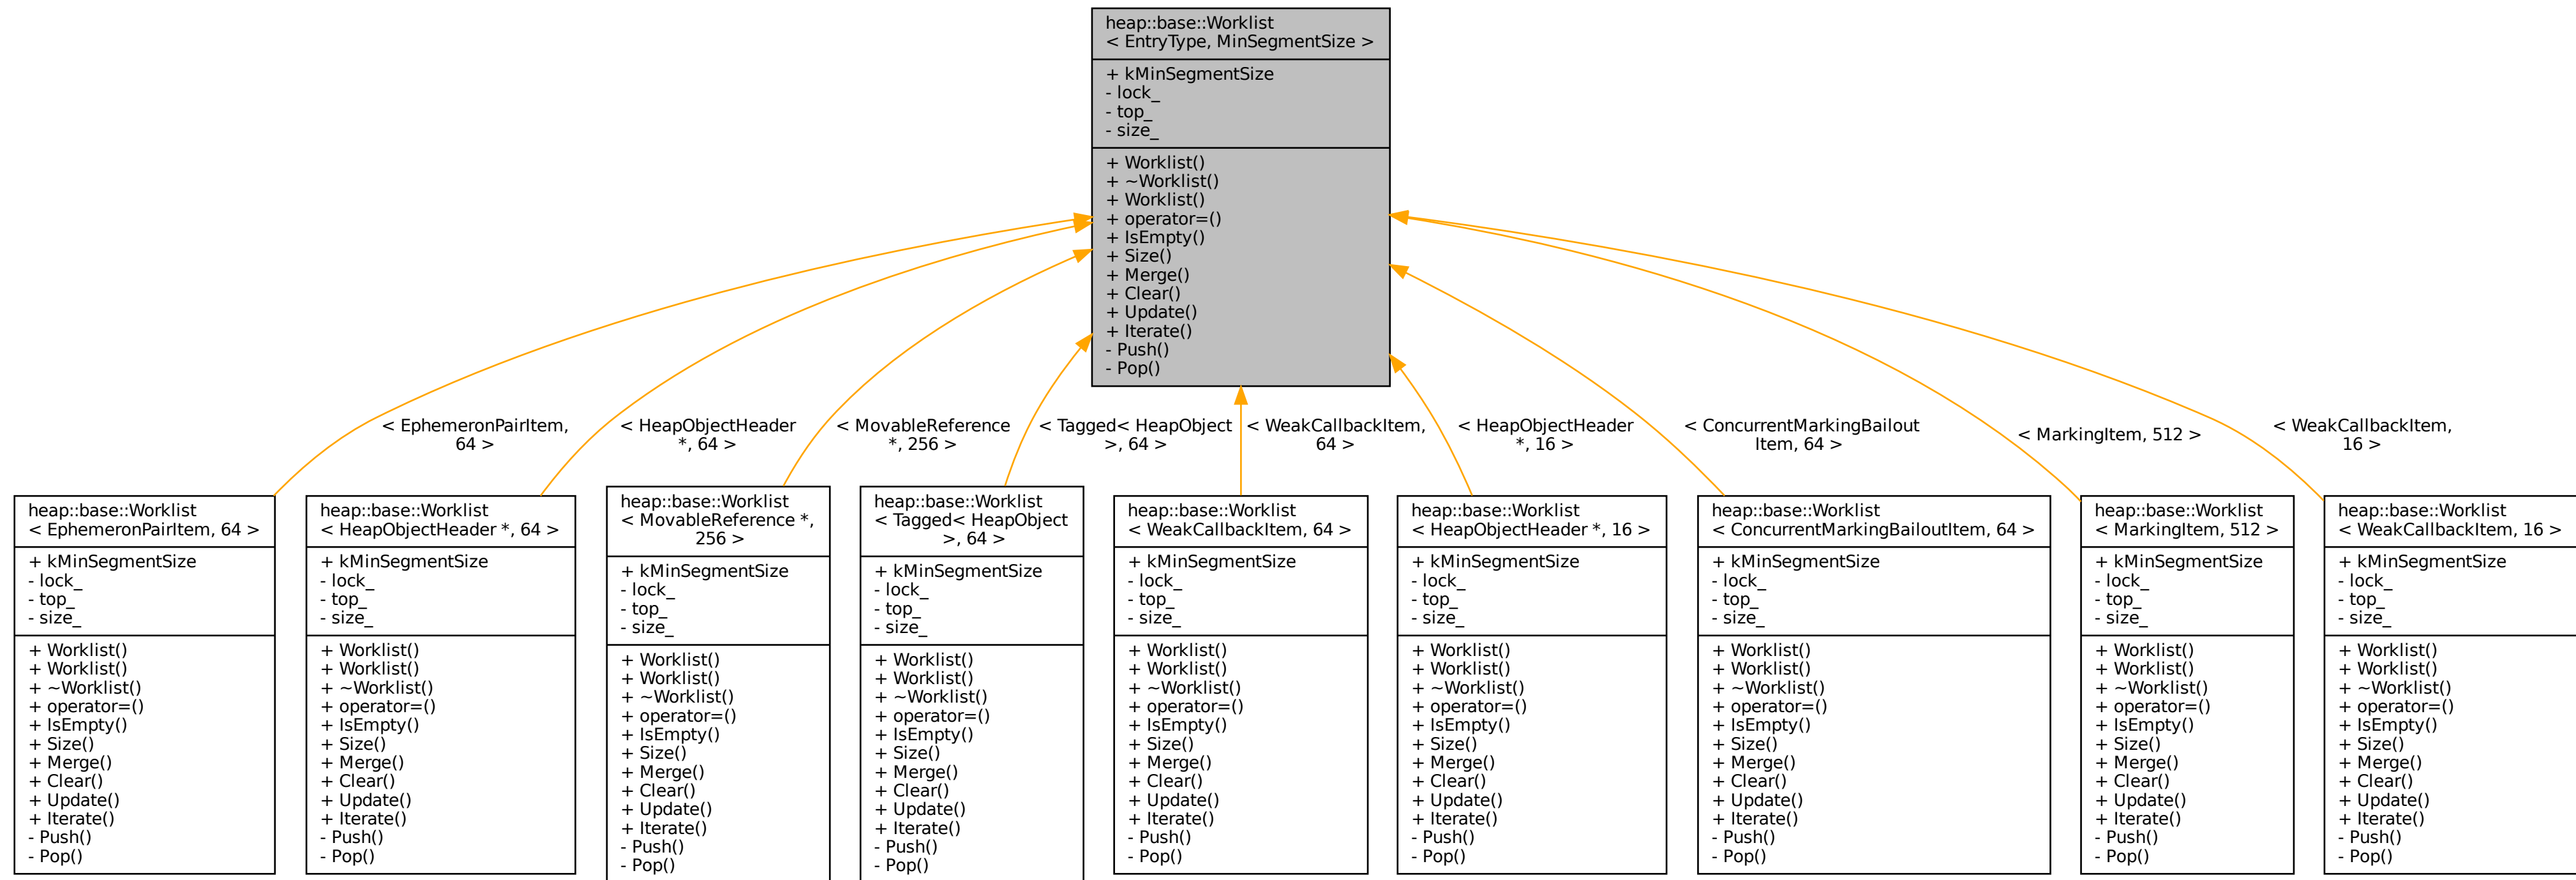 heap::base::Worklist
< EntryType, MinSegmentSize >
+ kMinSegmentSize
- lock_
- top_
- size_
+ Worklist()
+ ~Worklist()
+ Worklist()
+ operator=()
+ IsEmpty()
+ Size()
+ Merge()
+ Clear()
+ Update()
+ Iterate()
- Push()
- Pop()
< EphemeronPairItem,
64 >
< HeapObjectHeader
*, 64 >
< MovableReference
*, 256 >
< Tagged< HeapObject
>, 64 >
< WeakCallbackItem,
64 >
< HeapObjectHeader
*, 16 >
< ConcurrentMarkingBailout
Item, 64 >
< MarkingItem, 512 >
< WeakCallbackItem,
16 >
heap::base::Worklist
< EphemeronPairItem, 64 >
+ kMinSegmentSize
- lock_
- top_
- size_
+ Worklist()
+ Worklist()
+ ~Worklist()
+ operator=()
+ IsEmpty()
+ Size()
+ Merge()
+ Clear()
+ Update()
+ Iterate()
- Push()
- Pop()
heap::base::Worklist
< HeapObjectHeader *, 64 >
+ kMinSegmentSize
- lock_
- top_
- size_
+ Worklist()
+ Worklist()
+ ~Worklist()
+ operator=()
+ IsEmpty()
+ Size()
+ Merge()
+ Clear()
+ Update()
+ Iterate()
- Push()
- Pop()
heap::base::Worklist
< MovableReference *,
256 >
+ kMinSegmentSize
- lock_
- top_
- size_
+ Worklist()
+ Worklist()
+ ~Worklist()
+ operator=()
+ IsEmpty()
+ Size()
+ Merge()
+ Clear()
+ Update()
+ Iterate()
- Push()
- Pop()
heap::base::Worklist
< Tagged< HeapObject
>, 64 >
+ kMinSegmentSize
- lock_
- top_
- size_
+ Worklist()
+ Worklist()
+ ~Worklist()
+ operator=()
+ IsEmpty()
+ Size()
+ Merge()
+ Clear()
+ Update()
+ Iterate()
- Push()
- Pop()
heap::base::Worklist
< WeakCallbackItem, 64 >
+ kMinSegmentSize
- lock_
- top_
- size_
+ Worklist()
+ Worklist()
+ ~Worklist()
+ operator=()
+ IsEmpty()
+ Size()
+ Merge()
+ Clear()
+ Update()
+ Iterate()
- Push()
- Pop()
heap::base::Worklist
< HeapObjectHeader *, 16 >
+ kMinSegmentSize
- lock_
- top_
- size_
+ Worklist()
+ Worklist()
+ ~Worklist()
+ operator=()
+ IsEmpty()
+ Size()
+ Merge()
+ Clear()
+ Update()
+ Iterate()
- Push()
- Pop()
heap::base::Worklist
< ConcurrentMarkingBailoutItem, 64 >
+ kMinSegmentSize
- lock_
- top_
- size_
+ Worklist()
+ Worklist()
+ ~Worklist()
+ operator=()
+ IsEmpty()
+ Size()
+ Merge()
+ Clear()
+ Update()
+ Iterate()
- Push()
- Pop()
heap::base::Worklist
< MarkingItem, 512 >
+ kMinSegmentSize
- lock_
- top_
- size_
+ Worklist()
+ Worklist()
+ ~Worklist()
+ operator=()
+ IsEmpty()
+ Size()
+ Merge()
+ Clear()
+ Update()
+ Iterate()
- Push()
- Pop()
heap::base::Worklist
< WeakCallbackItem, 16 >
+ kMinSegmentSize
- lock_
- top_
- size_
+ Worklist()
+ Worklist()
+ ~Worklist()
+ operator=()
+ IsEmpty()
+ Size()
+ Merge()
+ Clear()
+ Update()
+ Iterate()
- Push()
- Pop()